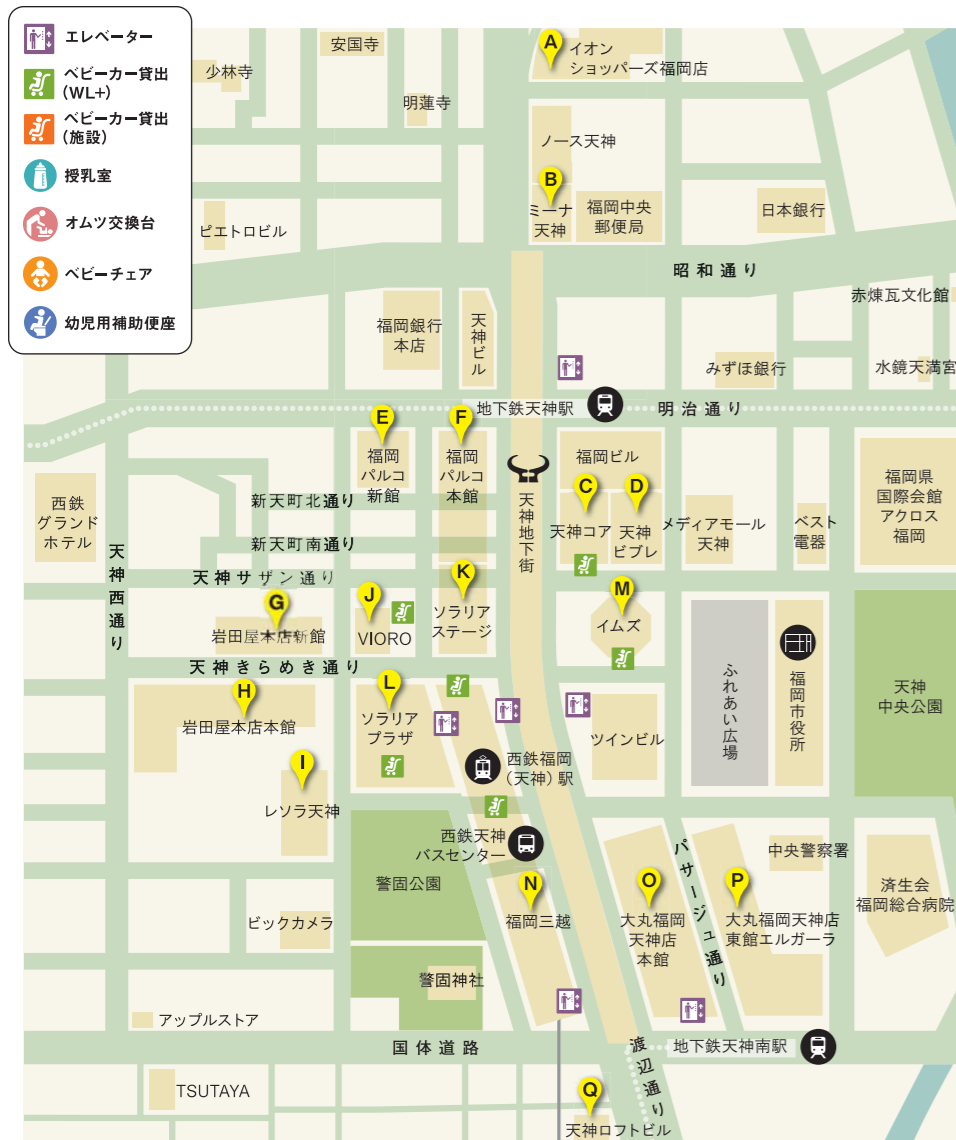 エレベーター
ベビーカー貸出
(WL+)
ベビーカー貸出
(施設)
授乳室
オムツ交換台
ベビーチェア
幼児用補助便座
安国寺
少林寺
明蓮寺
A
イオン
ショッパーズ福岡店
ノース天神
B
ミーナ
天神
福岡中央
郵便局
日本銀行
ピエトロビル
昭和通り
赤煉瓦文化館
福岡銀行
本店
天神ビル
みずほ銀行
水鏡天満宮
地下鉄天神駅
明治通り
E
福岡
パルコ
新館
F
福岡
パルコ
本館
福岡ビル
C
天神コア
D
天神
ビブレ
メディアモール
天神
ベスト
電器
福岡県
国際会館
アクロス
福岡
西鉄
グランド
ホテル
新天町北通り
新天町南通り
天神地下街
天神西通り
天神サザン通り
G
岩田屋本店新館
J
VIORO
K
ソラリア
ステージ
M
イムズ
天神きらめき通り
ふれあい広場
福岡市役所
天神
中央公園
H
岩田屋本店本館
L
ソラリア
プラザ
ツインビル
西鉄福岡
(天神)駅
I
レソラ天神
西鉄天神
バスセンター
中央警察署
警固公園
N
福岡三越
O
大丸福岡
天神店
本館
パサージュ通り
P
大丸福岡天神店
東館エルガーラ
済生会
福岡総合病院
ビックカメラ
警固神社
アップルストア
国体道路
渡辺通り
地下鉄天神南駅
TSUTAYA
Q
天神ロフトビル